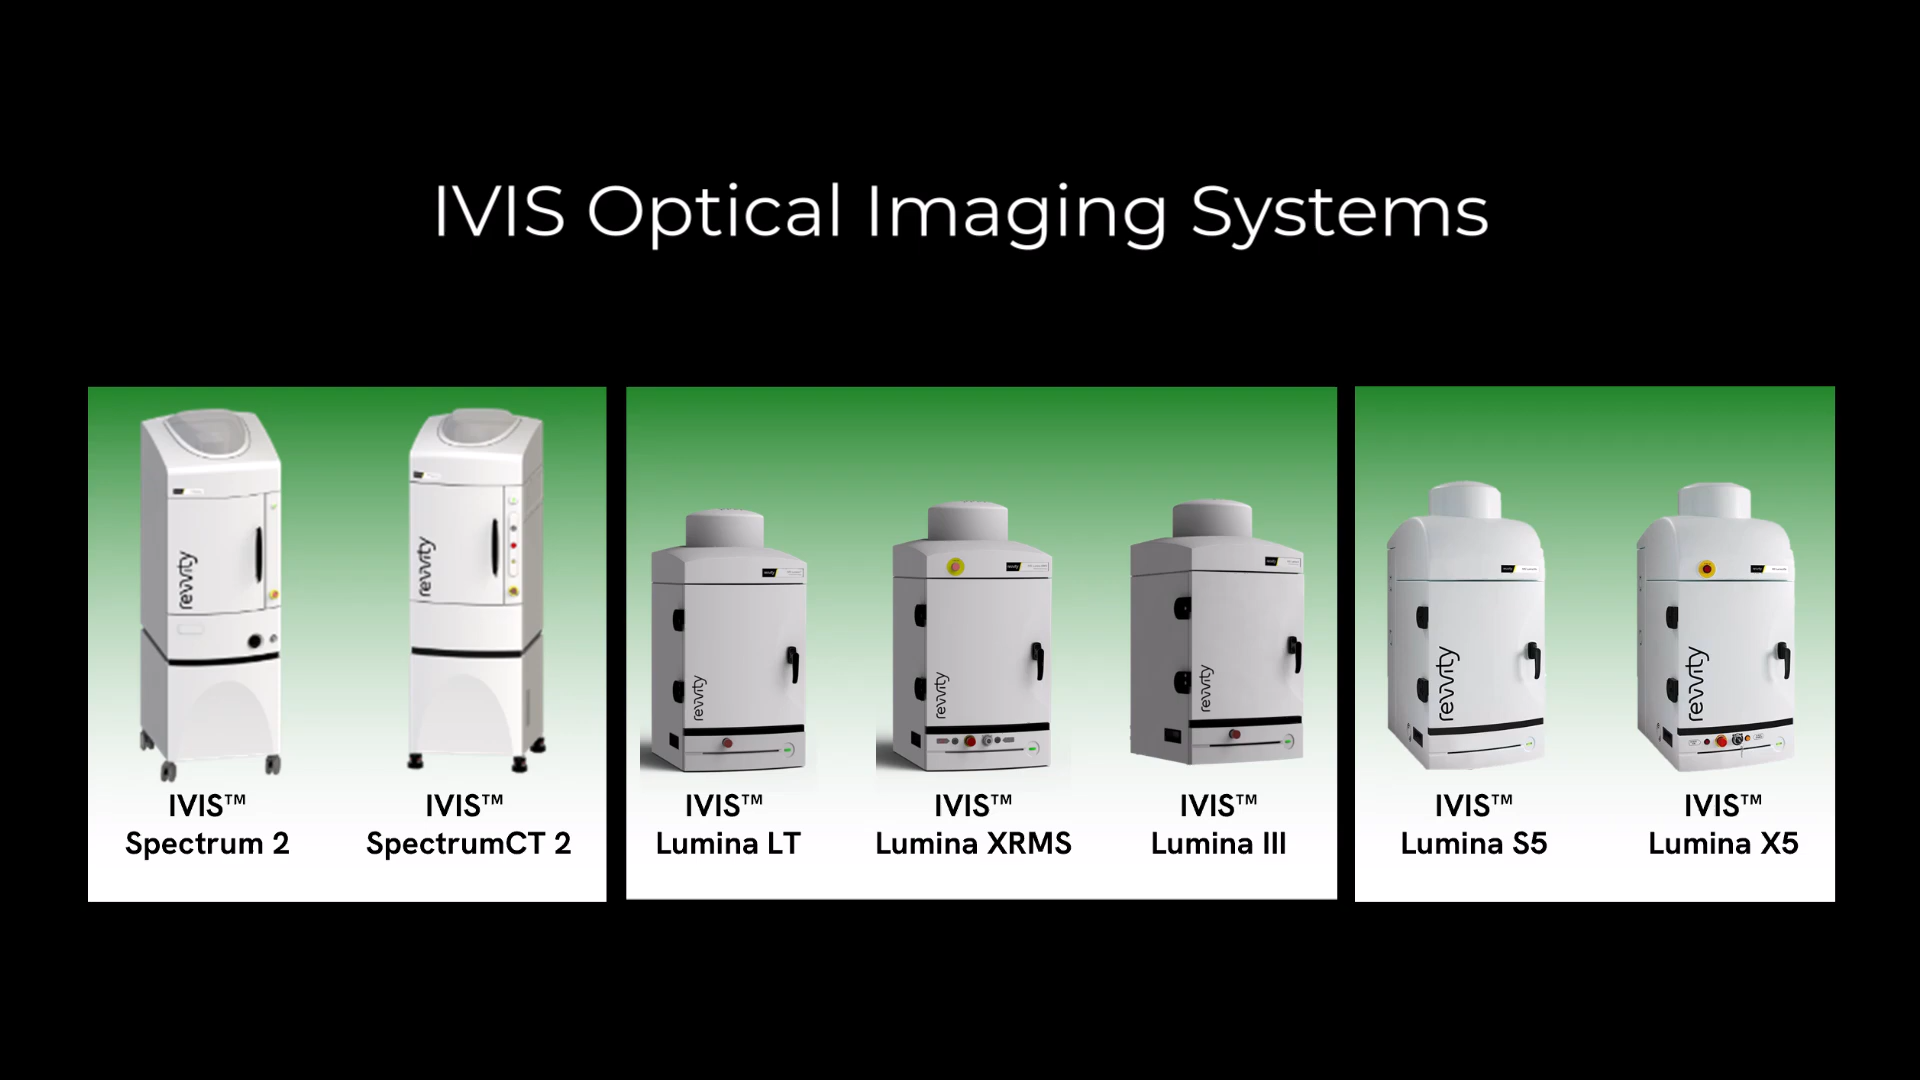 IVIS Optical Imaging Systems
revvity
revvity
revvity
revvity
revvity
revvity
revvity
IVIS™
Spectrum 2
IVIS™
SpectrumCT 2
IVIS™
Lumina LT
IVIS™
Lumina XRMS
IVIS™
Lumina III
IVIS™
Lumina S5
IVIS™
Lumina X5